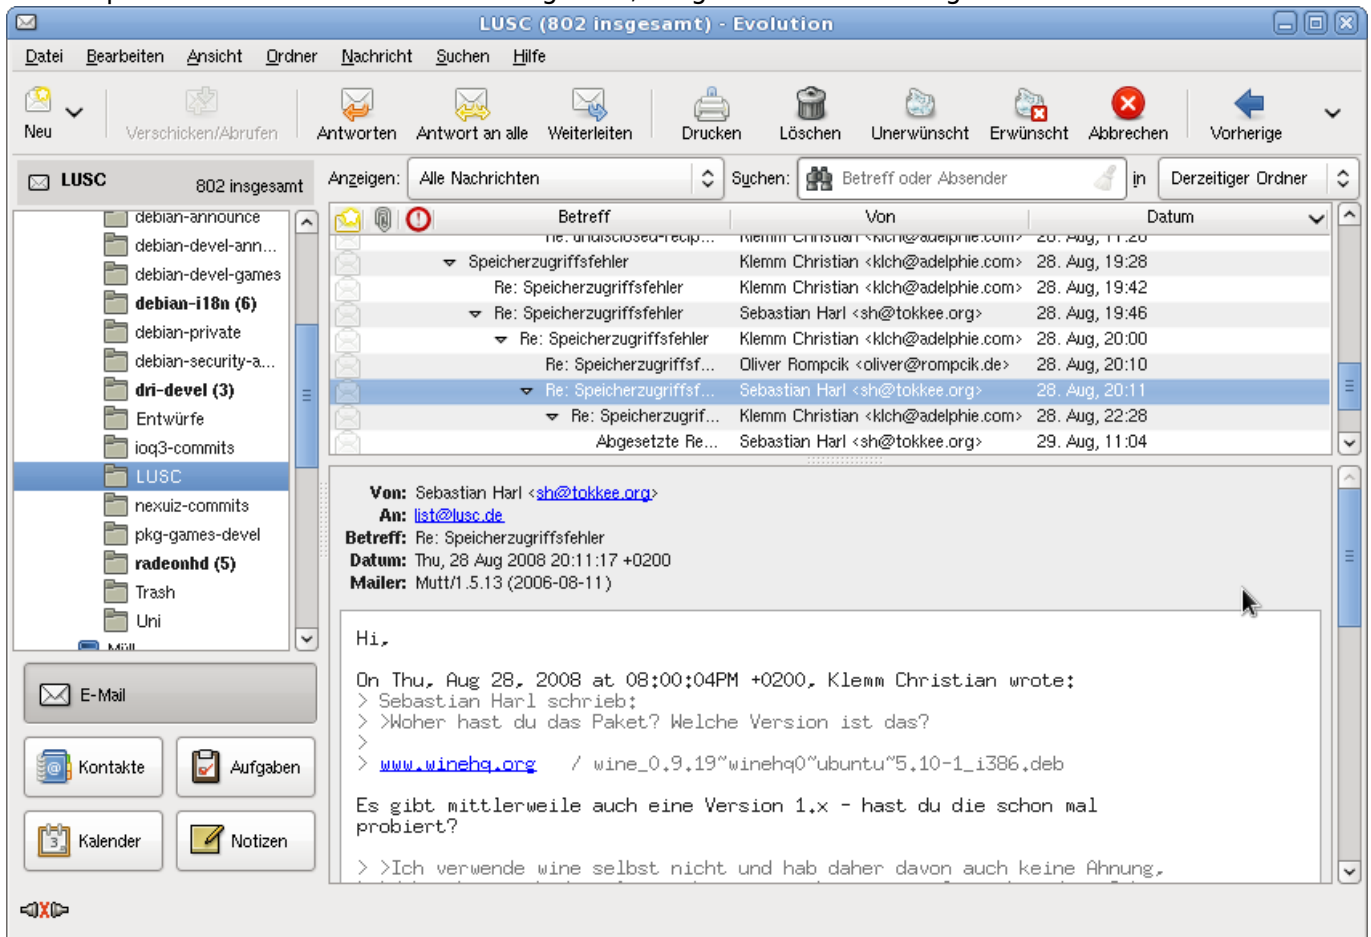 LUSC (802 insgesamt) - Evolution
Datei Bearbeiten Ansicht Ordner Nachricht Suchen Hilfe
Neu Verschicken/Abrufen Antworten Antwort an alle Weiterleiten Drucken Löschen Unerwünscht Erwünscht Abbrechen Vorherige
LUSC 802 insgesamt
Anzeigen: Alle Nachrichten Suchen: Betreff oder Absender in Derzeitiger Ordner
debian-announce
debian-devel-ann...
debian-devel-games
debian-i18n (6)
debian-private
debian-security-a...
dri-devel (3)
Entwürfe
ioq3-commits
LUSC
nexuiz-commits
pkg-games-devel
radeonhd (5)
Trash
Uni
Müll
E-Mail
Kontakte Aufgaben
Kalender Notizen
Betreff Von Datum
Re: undisclosed-recip... Klemm Christian <klch@adelphie.com> 20. Aug, 11:20
Speicherzugriffsfehler Klemm Christian <klch@adelphie.com> 28. Aug, 19:28
Re: Speicherzugriffsfehler Klemm Christian <klch@adelphie.com> 28. Aug, 19:42
Re: Speicherzugriffsfehler Sebastian Harl <sh@tokkee.org> 28. Aug, 19:46
Re: Speicherzugriffsfehler Klemm Christian <klch@adelphie.com> 28. Aug, 20:00
Re: Speicherzugriffsf... Oliver Rompcik <oliver@rompcik.de> 28. Aug, 20:10
Re: Speicherzugriffsf... Sebastian Harl <sh@tokkee.org> 28. Aug, 20:11
Re: Speicherzugrif... Klemm Christian <klch@adelphie.com> 28. Aug, 22:28
Abgesetzte Re... Sebastian Harl <sh@tokkee.org> 29. Aug, 11:04
Von: Sebastian Harl <sh@tokkee.org>
An: list@lusc.de
Betreff: Re: Speicherzugriffsfehler
Datum: Thu, 28 Aug 2008 20:11:17 +0200
Mailer: Mutt/1.5.13 (2006-08-11)
Hi,
On Thu, Aug 28, 2008 at 08:00:04PM +0200, Klemm Christian wrote:
> Sebastian Harl schrieb:
> >Woher hast du das Paket? Welche Version ist das?
>
> www.winehq.org / wine_0.9.19~winehq0~ubuntu~5.10-1_i386.deb
Es gibt mittlerweile auch eine Version 1.x - hast du die schon mal
probiert?
> >Ich verwende wine selbst nicht und hab daher davon auch keine Ahnung,